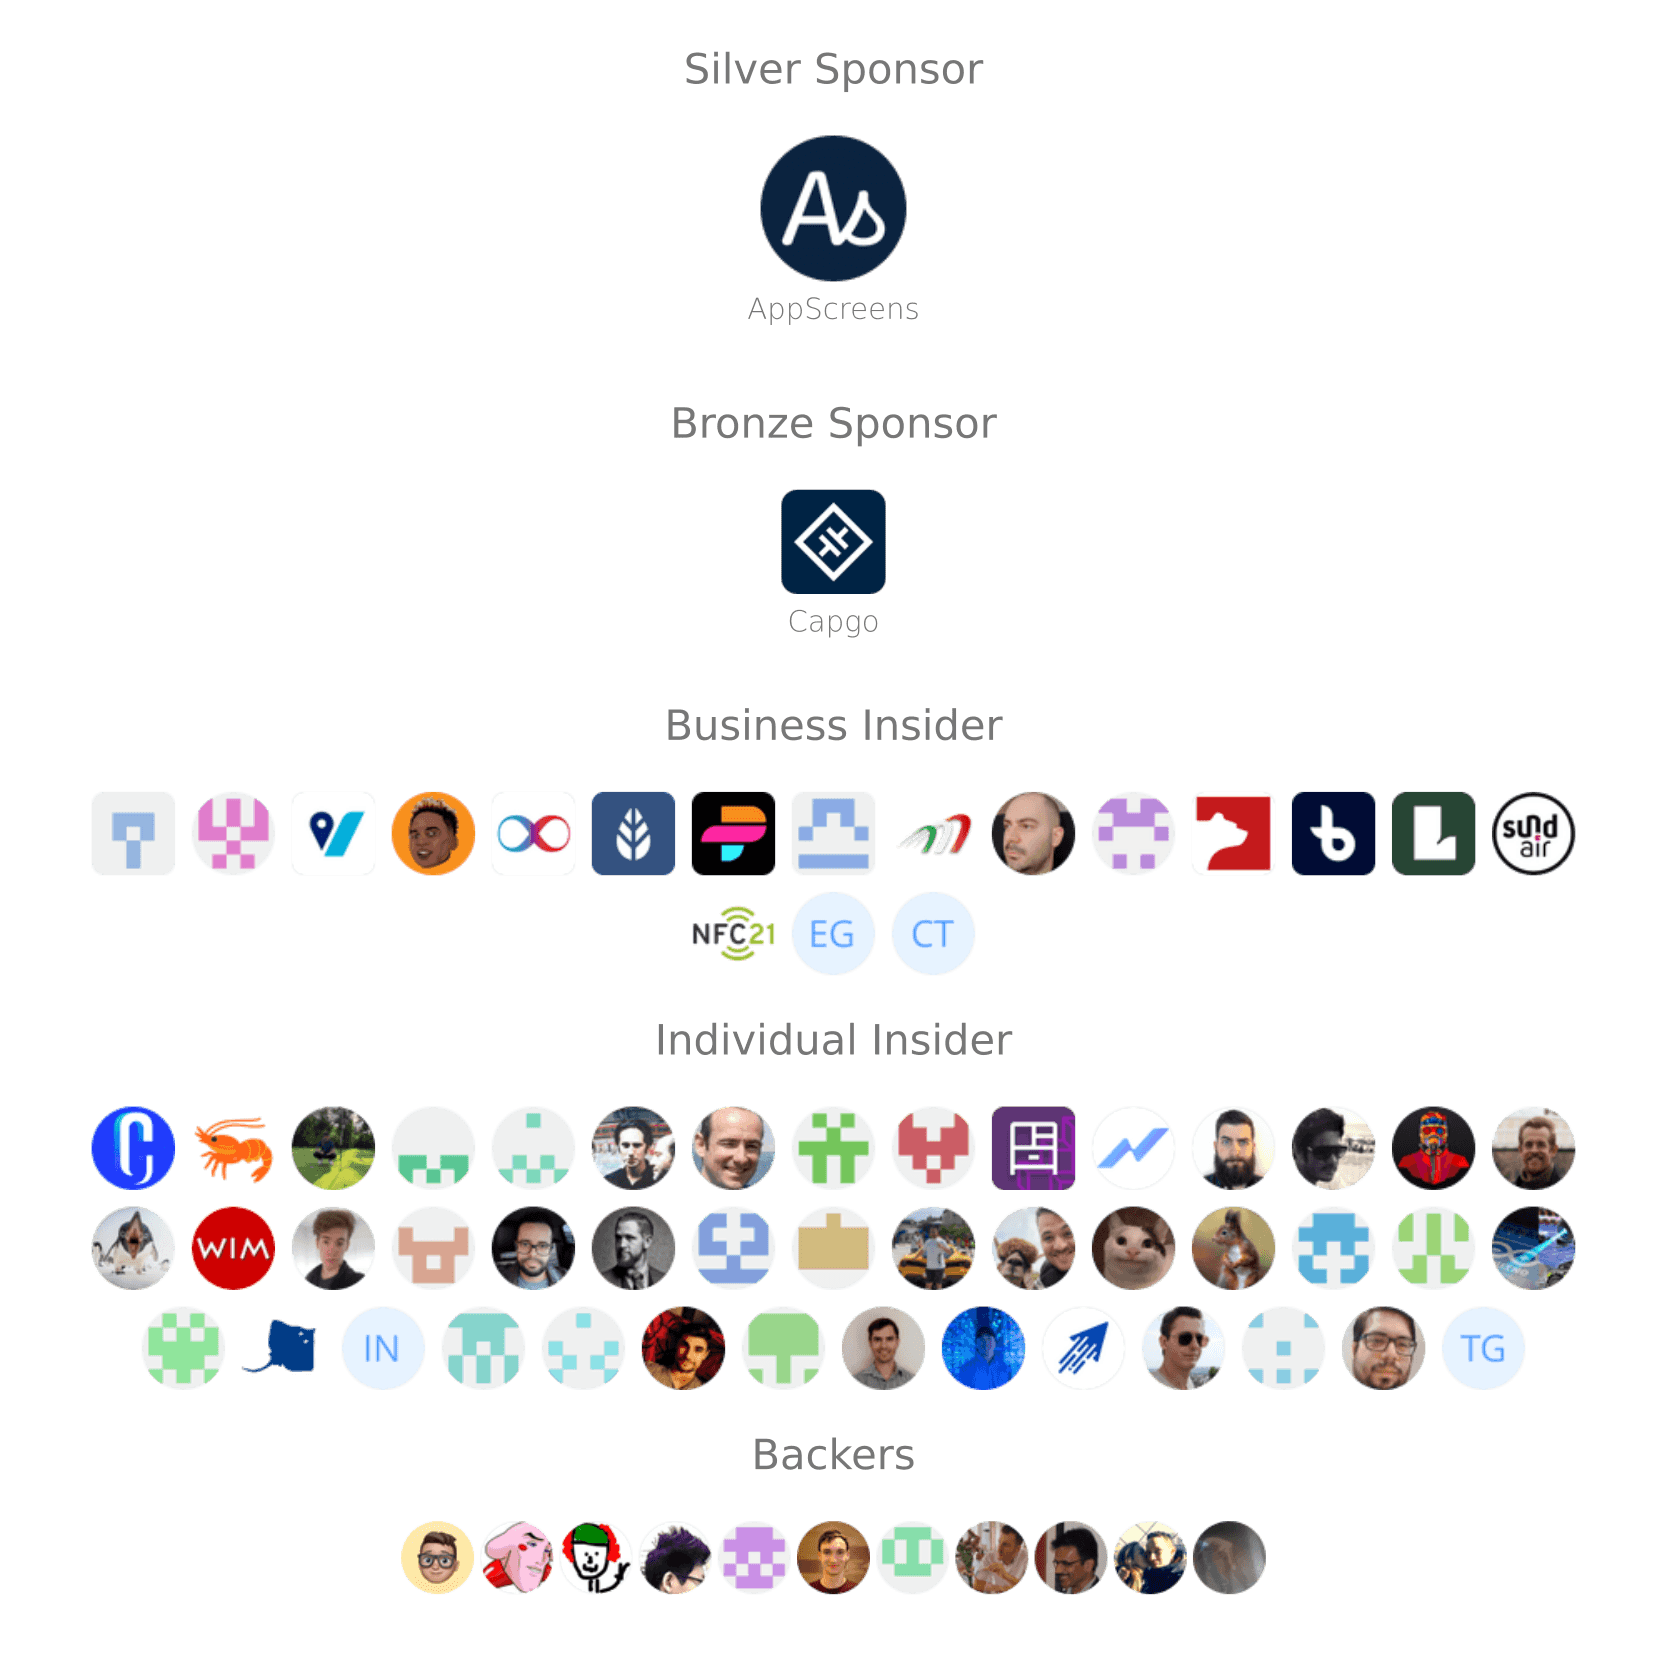 Silver Sponsor
As
AppScreens
Bronze Sponsor
Capgo
Business Insider
sund
air
NFC21
EG
CT
Individual Insider
WIM
IN
TG
Backers